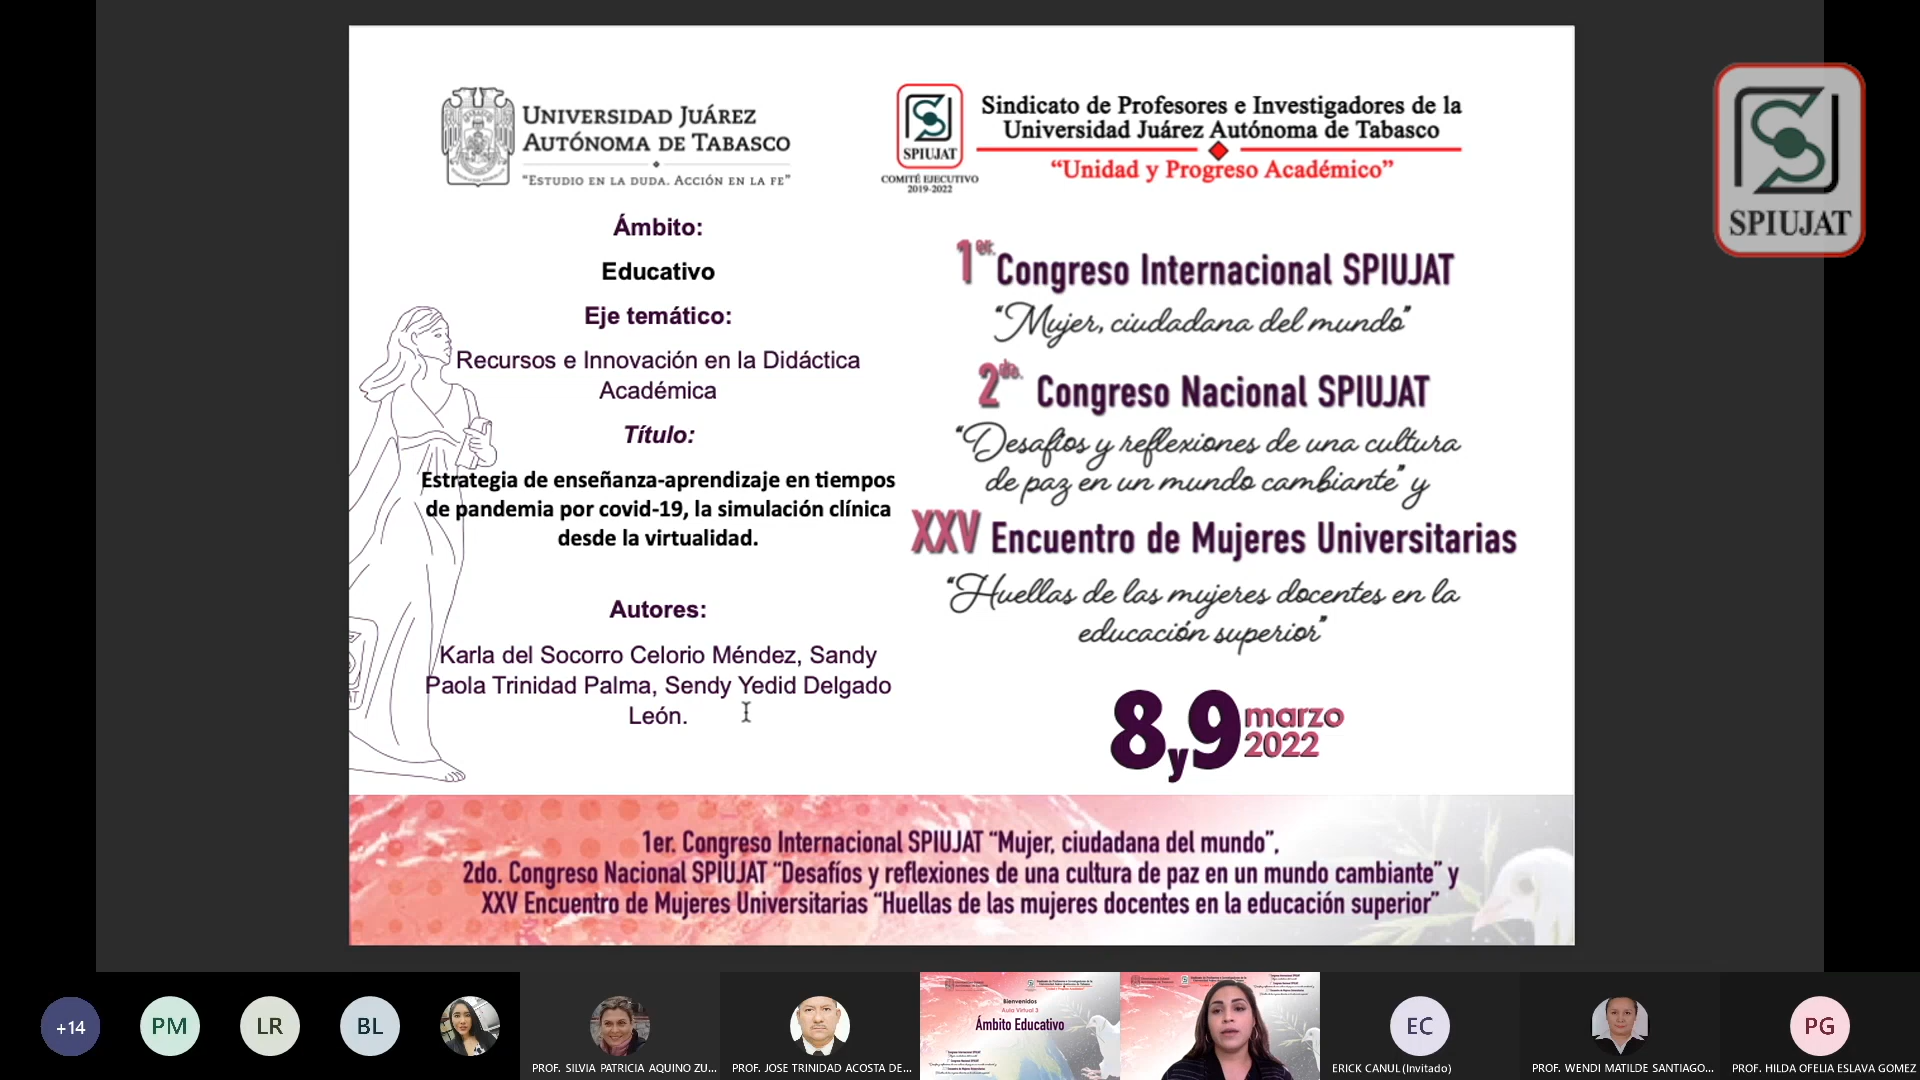 UNIVERSIDAD JUÁREZ
AUTÓNOMA DE TABASCO
"ESTUDIO EN LA DUDA. ACCIÓN EN LA FE"
SPIUJAT
COMITÉ EJECUTIVO
2019-2022
Sindicato de Profesores e Investigadores de la
Universidad Juárez Autónoma de Tabasco
"Unidad y Progreso Académico"
SPIUJAT
Ámbito:
Educativo
Eje temático:
Recursos e Innovación en la Didáctica
Académica
Título:
Estrategia de enseñanza-aprendizaje en tiempos
de pandemia por covid-19, la simulación clínica
desde la virtualidad.
Autores:
Karla del Socorro Celorio Méndez, Sandy
Paola Trinidad Palma, Sendy Yedid Delgado
León.
1er. Congreso Internacional SPIUJAT
"Mujer, ciudadana del mundo"
2do. Congreso Nacional SPIUJAT
"Desafíos y reflexiones de una cultura
de paz en un mundo cambiante" y
XXV Encuentro de Mujeres Universitarias
"Huellas de las mujeres docentes en la
educación superior"
8 y 9 marzo
2022
1er. Congreso Internacional SPIUJAT "Mujer, ciudadana del mundo",
2do. Congreso Nacional SPIUJAT "Desafíos y reflexiones de una cultura de paz en un mundo cambiante" y
XXV Encuentro de Mujeres Universitarias "Huellas de las mujeres docentes en la educación superior"
+14
PM
LR
BL
PROF. SILVIA PATRICIA AQUINO ZU...
PROF. JOSE TRINIDAD ACOSTA DE...
Bienvenidos
Aula Virtual 3
Ámbito Educativo
EC
ERICK CANUL (Invitado)
PROF. WENDI MATILDE SANTIAGO...
PG
PROF. HILDA OFELIA ESLAVA GOMEZ